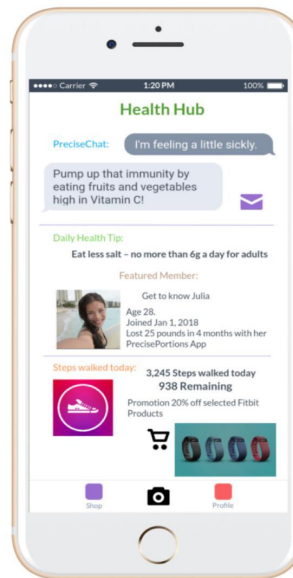 Carrier 1:20 PM 100%
Health Hub
PreciseChat: I'm feeling a little sickly.
Pump up that immunity by
eating fruits and vegetables
high in Vitamin C!
Daily Health Tip:
Eat less salt – no more than 6g a day for adults
Featured Member:
Get to know Julia
Age 28.
Joined Jan 1, 2018
Lost 25 pounds in 4 months with her
PrecisePortions App
Steps walked today:
3,245 Steps walked today
938 Remaining
Promotion 20% off selected Fitbit
Products
Shop Profile